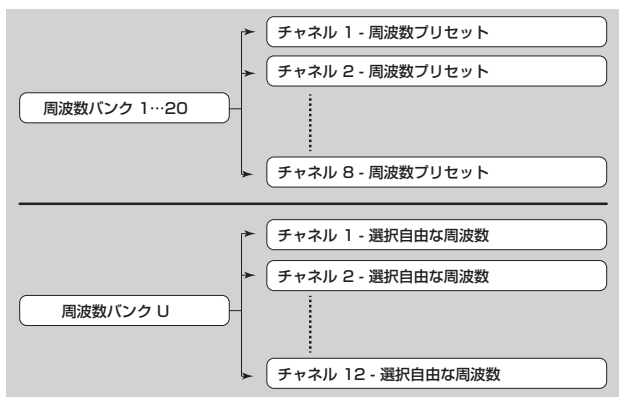 チャネル 1 - 周波数プリセット
チャネル 2 - 周波数プリセット
周波数バンク 1…20
チャネル 8 - 周波数プリセット
チャネル 1 - 選択自由な周波数
チャネル 2 - 選択自由な周波数
周波数バンク U
チャネル 12 - 選択自由な周波数